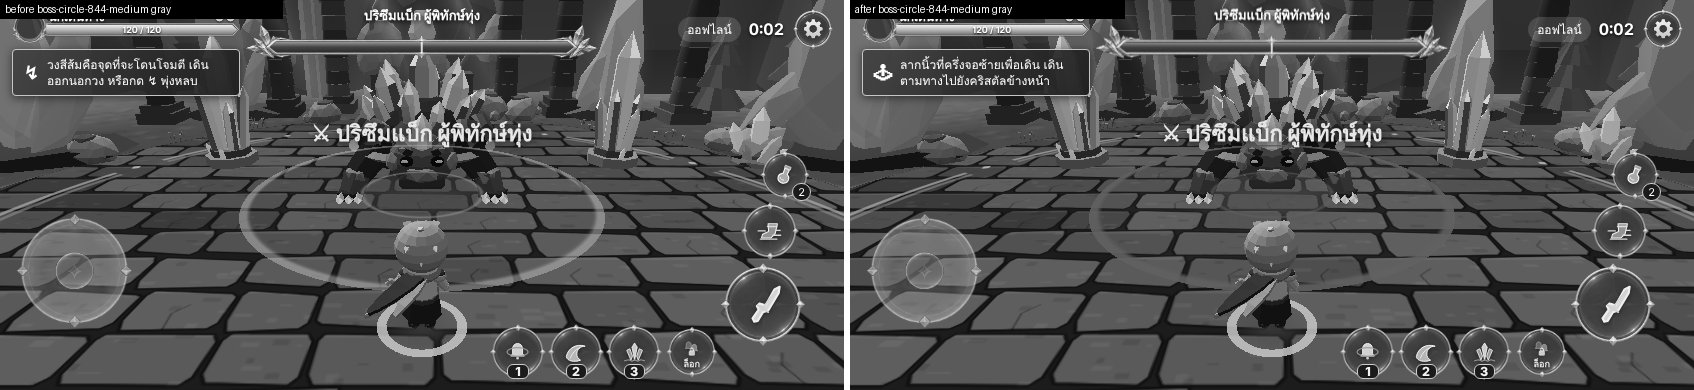 before boss-circle-844-medium gray
ปริซึมแบ็ก ผู้พิทักษ์ทุ่ง
120 / 120
ออฟไลน์ 0:02
วงสีส้มคือจุดที่จะโดนโจมตี เดิน
ออกนอกวง หรือกด ↯ พุ่งหลบ
⚔ ปริซึมแบ็ก ผู้พิทักษ์ทุ่ง
2
1 2 3 ล็อก
after boss-circle-844-medium gray
ปริซึมแบ็ก ผู้พิทักษ์ทุ่ง
120 / 120
ออฟไลน์ 0:02
ลากนิ้วที่ครึ่งจอซ้ายเพื่อเดิน เดิน
ตามทางไปยังคริสตัลข้างหน้า
⚔ ปริซึมแบ็ก ผู้พิทักษ์ทุ่ง
2
1 2 3 ล็อก